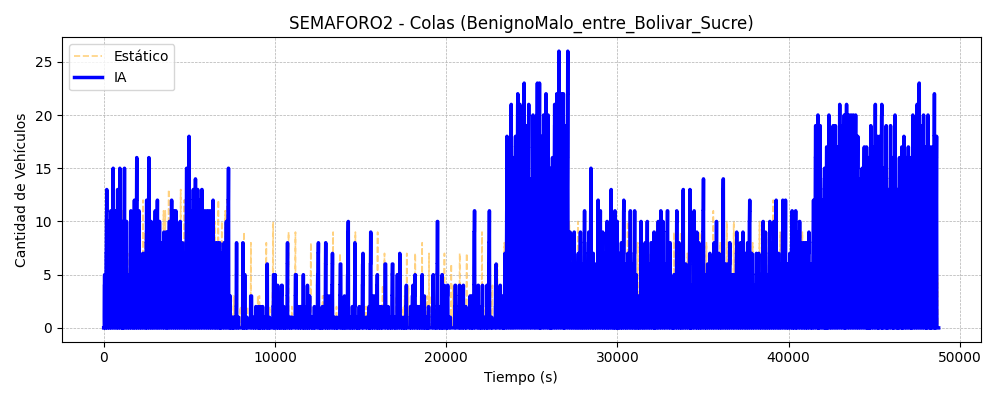 SEMAFORO2 - Colas (BenignoMalo_entre_Bolivar_Sucre)
Estático
IA
Cantidad de Vehículos
25
20
15
10
5
0
0
10000
20000
30000
40000
50000
Tiempo (s)